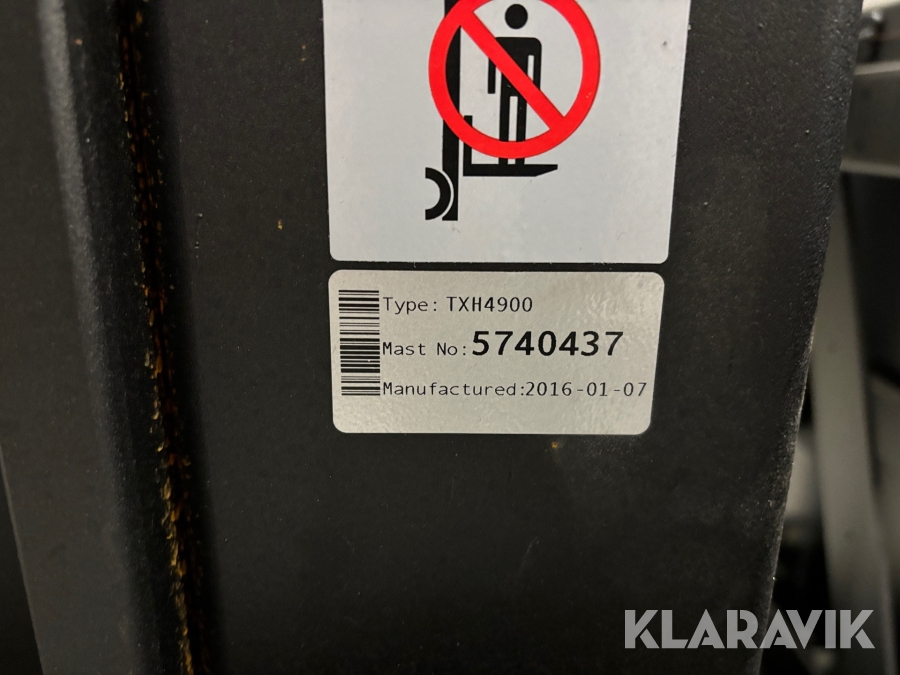 Type: TXH4900
Mast No:5740437
Manufactured:2016-01-07
KLARAVIK